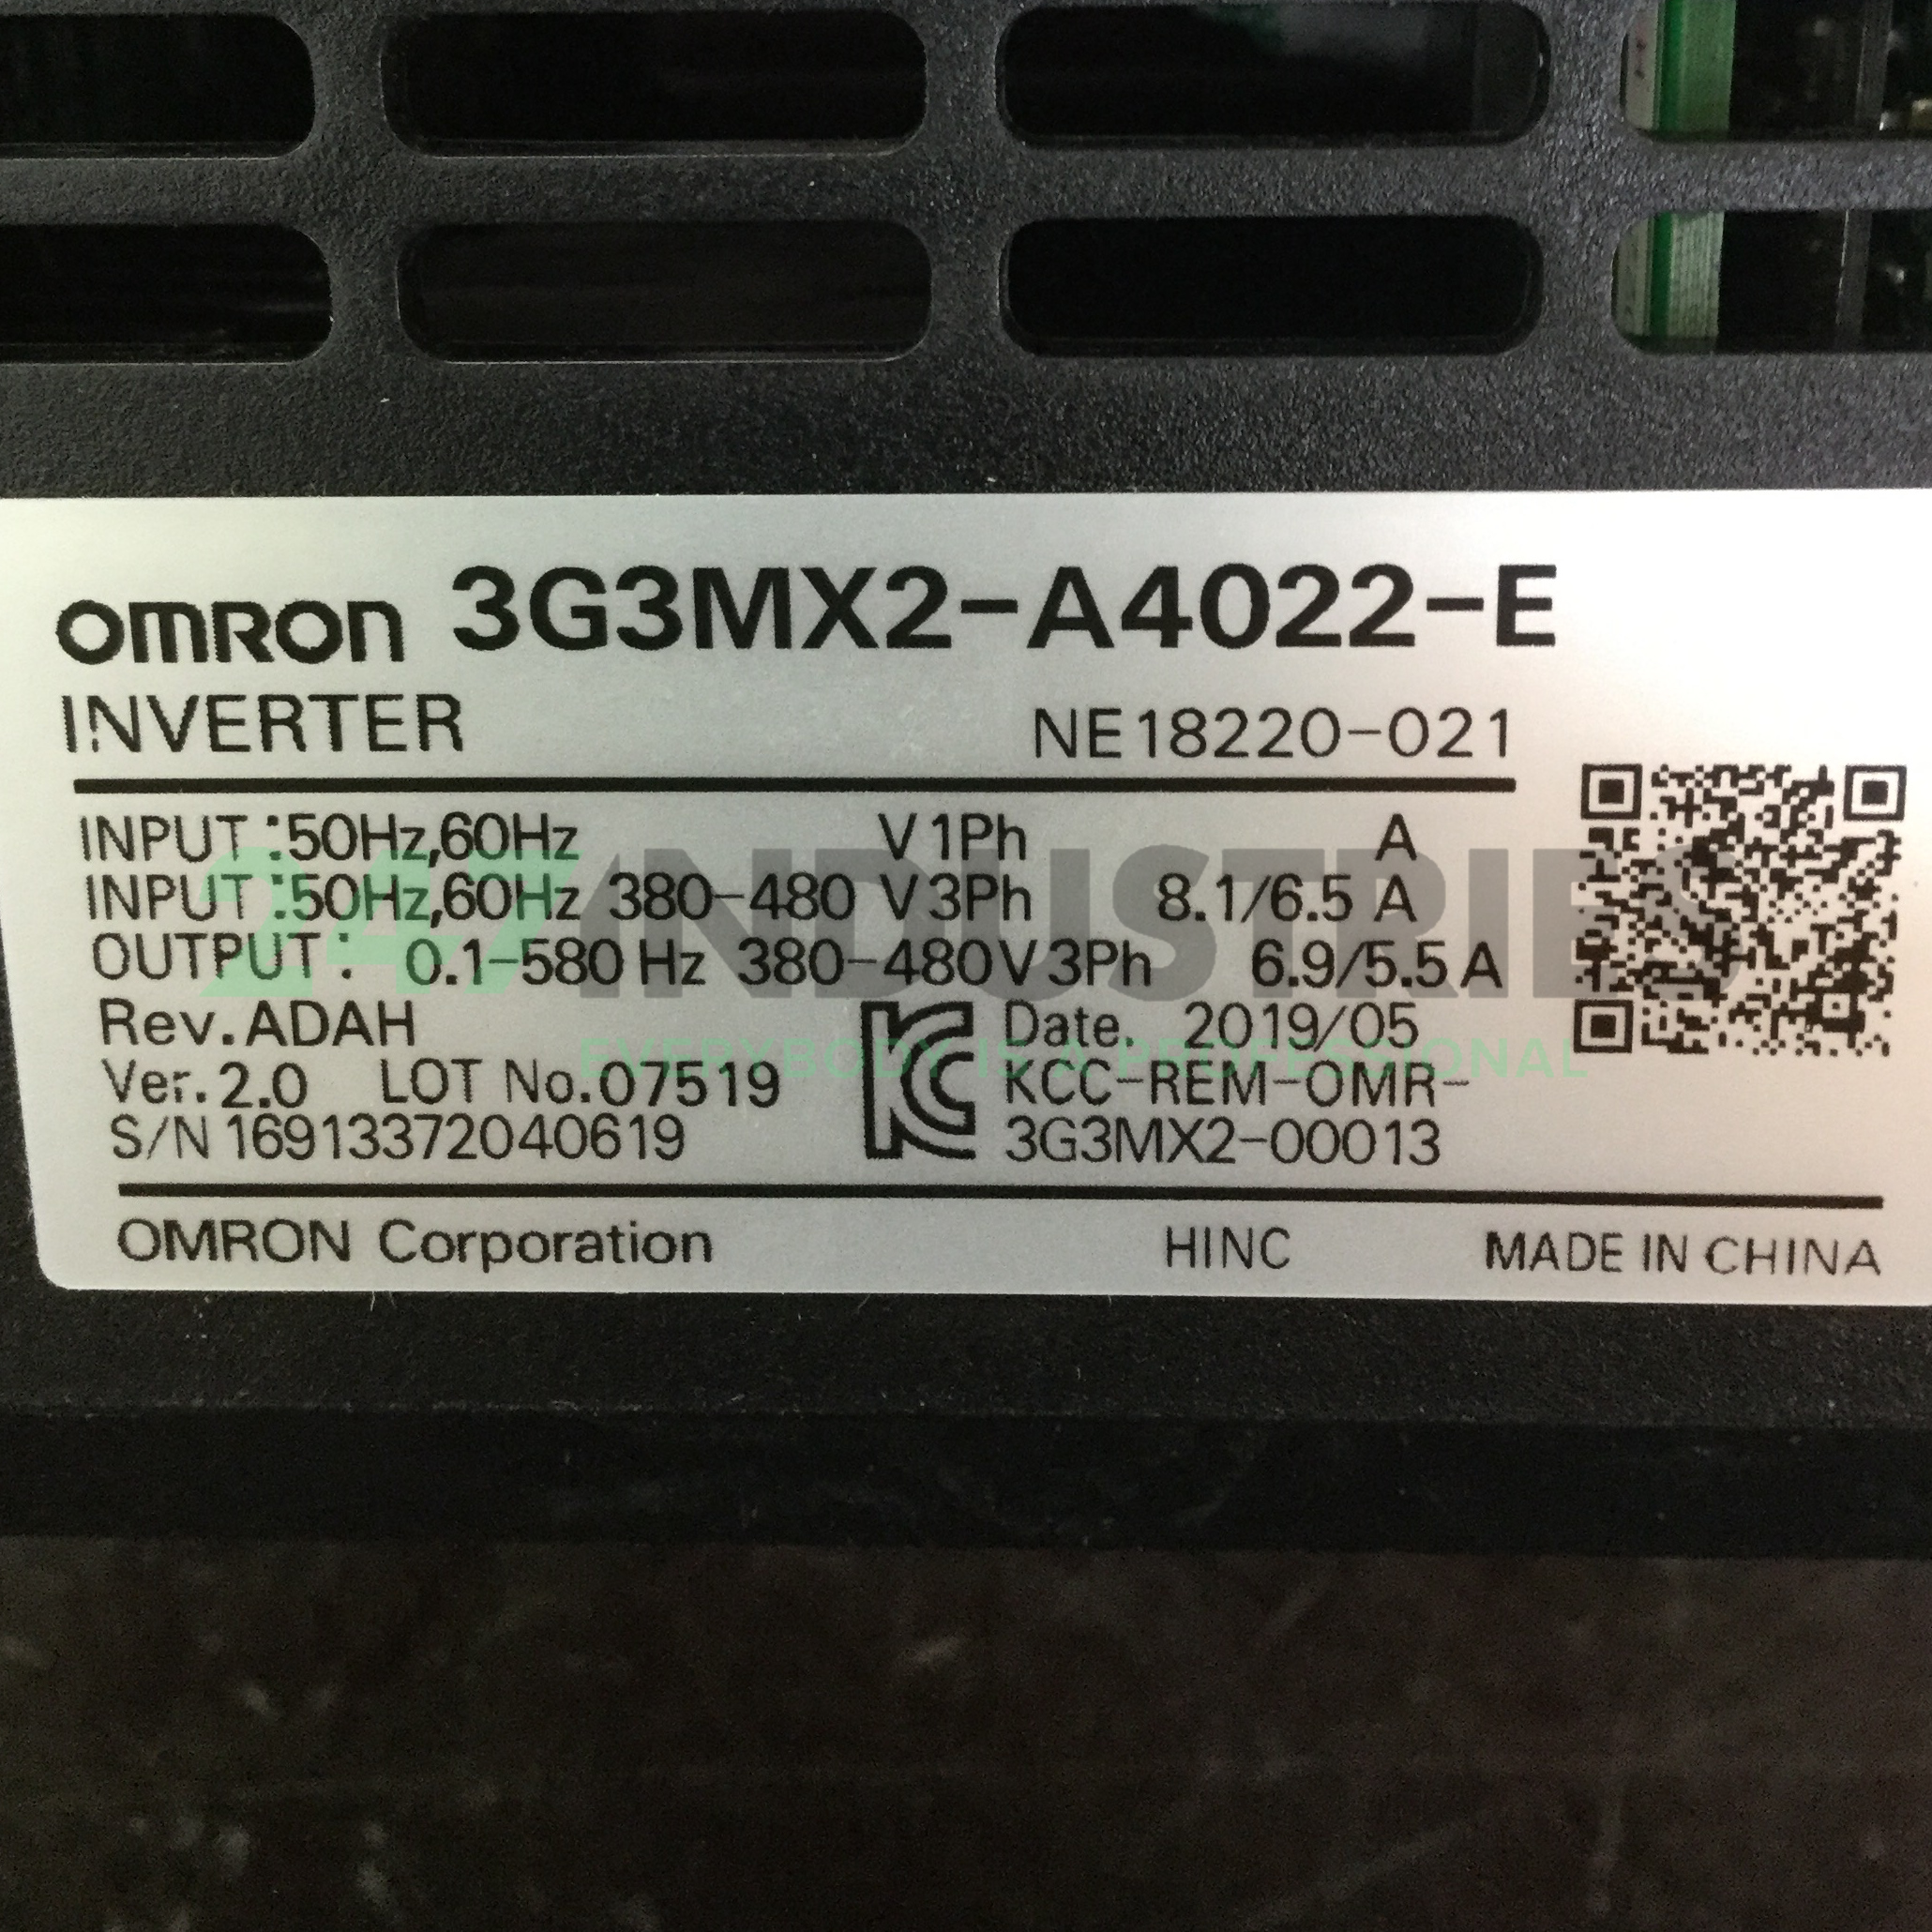 OMRON 3G3MX2-A4022-E
INVERTER NE18220-021
INPUT :50Hz,60Hz V 1Ph A
INPUT :50Hz,60Hz 380-480 V 3Ph 8.1/6.5 A
OUTPUT: 0.1-580 Hz 380-480 V 3Ph 6.9/5.5 A
247INDUSTRIES
Rev.ADAH Date. 2019/05
EVERYBODY IS A PROFESSIONAL
Ver.2.0 LOT No.07519 KCC-REM-OMR-
S/N 16913372040619 3G3MX2-00013
OMRON Corporation HINC MADE IN CHINA